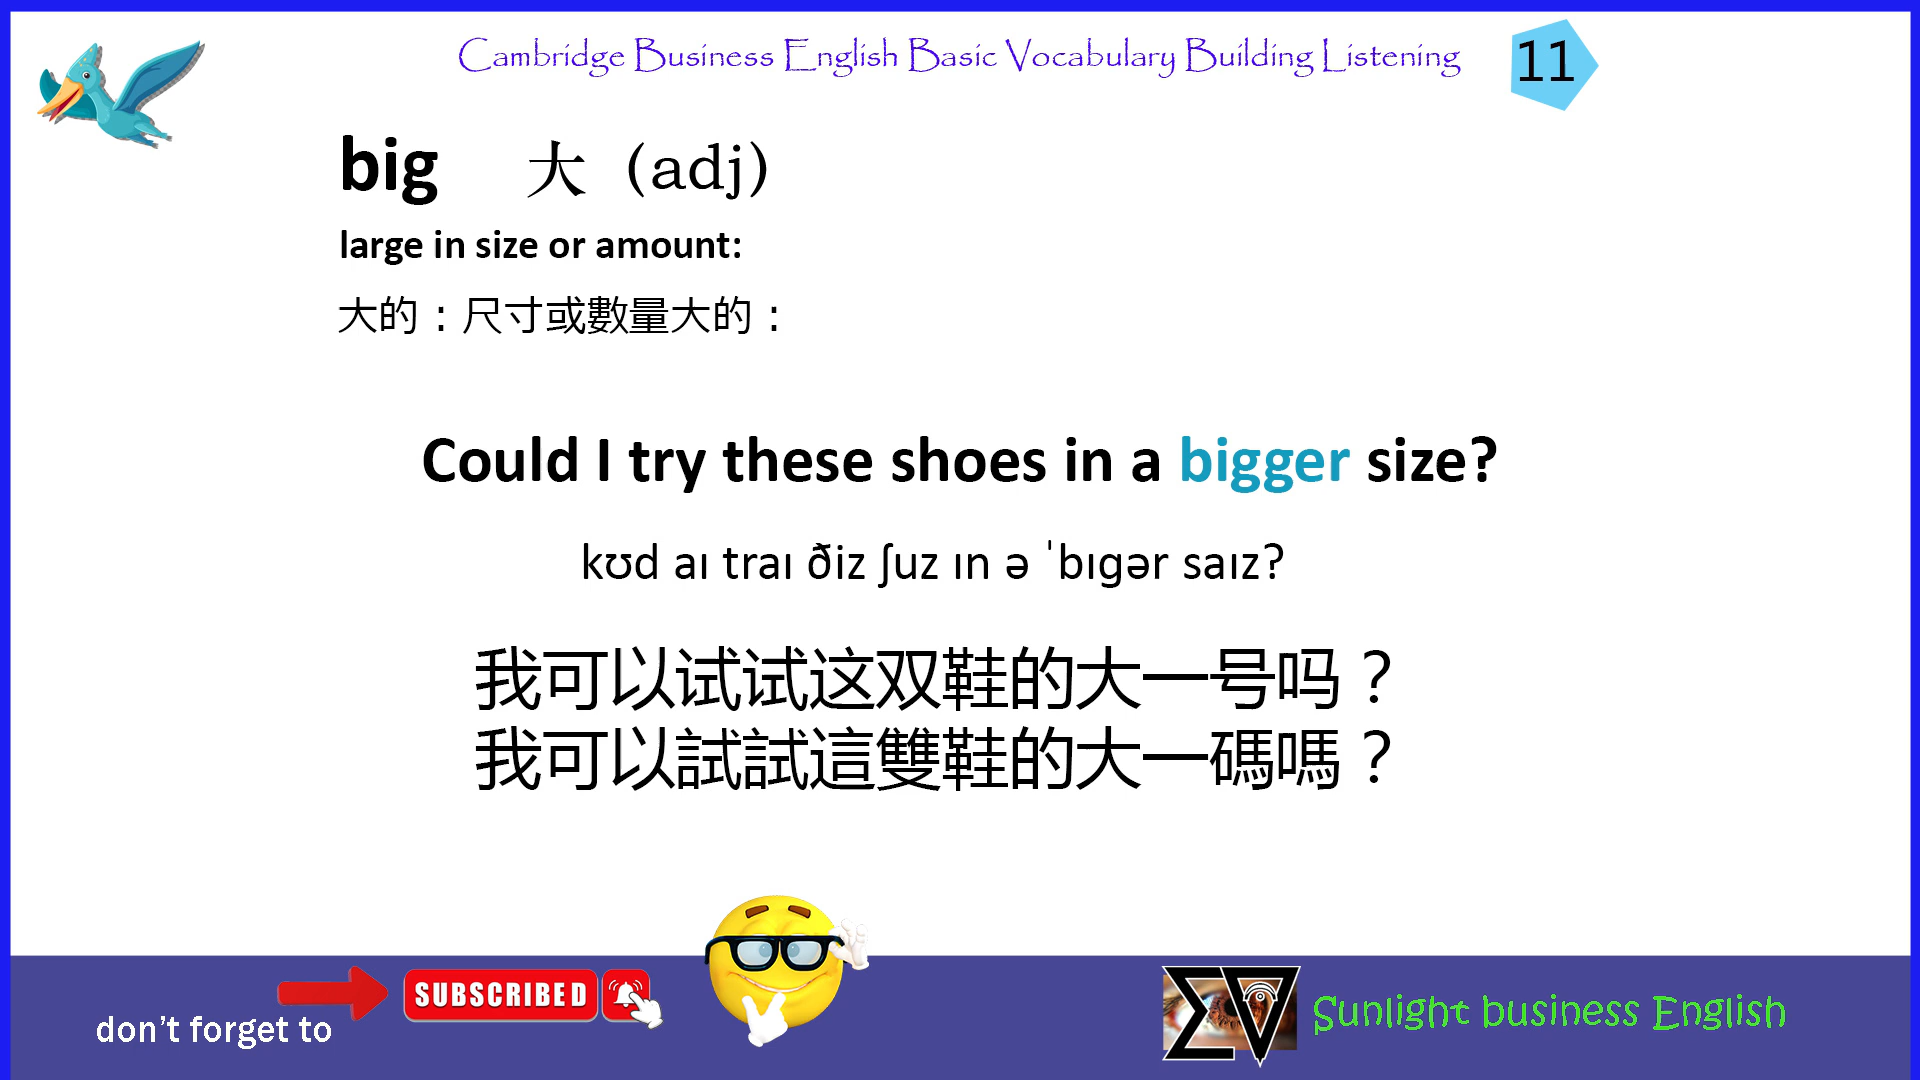 Cambridge Business English Basic Vocabulary Building Listening
11
big 大 (adj)
large in size or amount:
大的：尺寸或數量大的：
Could I try these shoes in a bigger size?
kʊd aɪ traɪ ðiz ʃuz ɪn ə ˈbɪgər saɪz?
我可以试试这双鞋的大一号吗？
我可以試試這雙鞋的大一碼嗎？
don't forget to
SUBSCRIBED
Sunlight business English